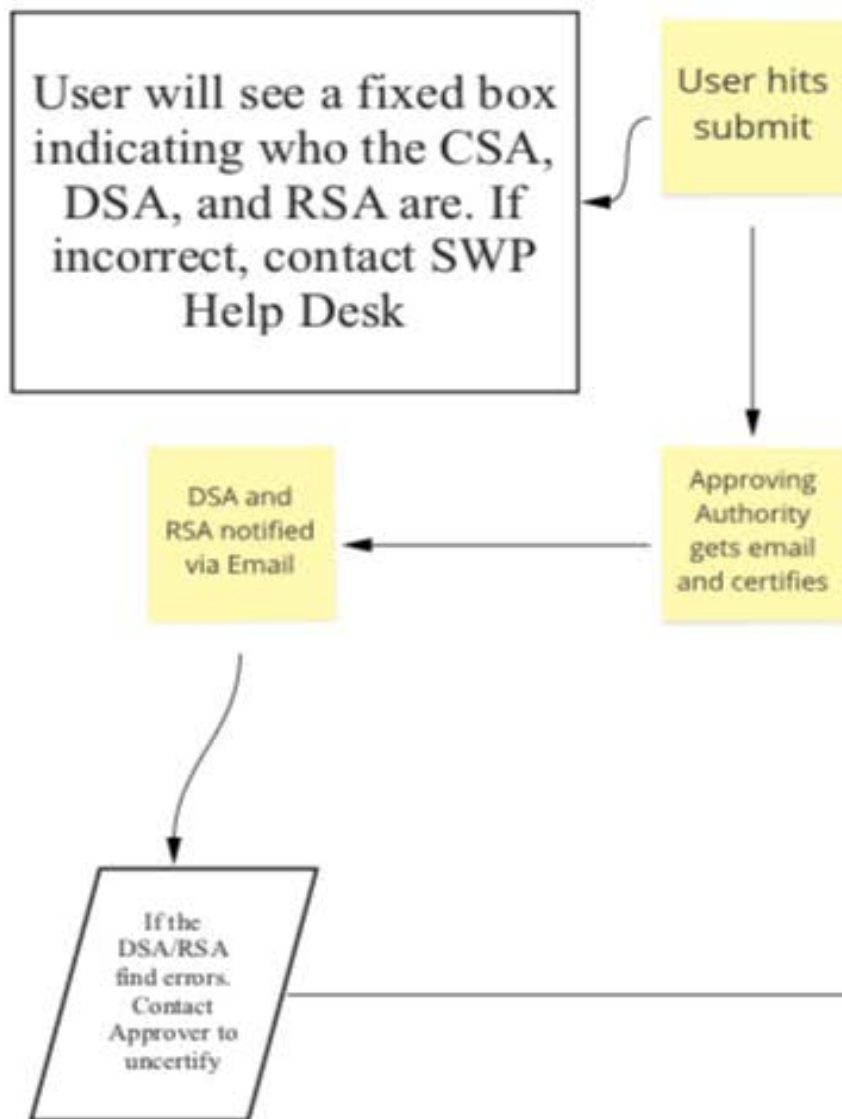 User will see a fixed box
indicating who the CSA,
DSA, and RSA are. If
incorrect, contact SWP
Help Desk
User hits
submit
DSA and
RSA notified
via Email
Approving
Authority
gets email
and certifies
If the
DSA/RSA
find errors.
Contact
Approver to
uncertify